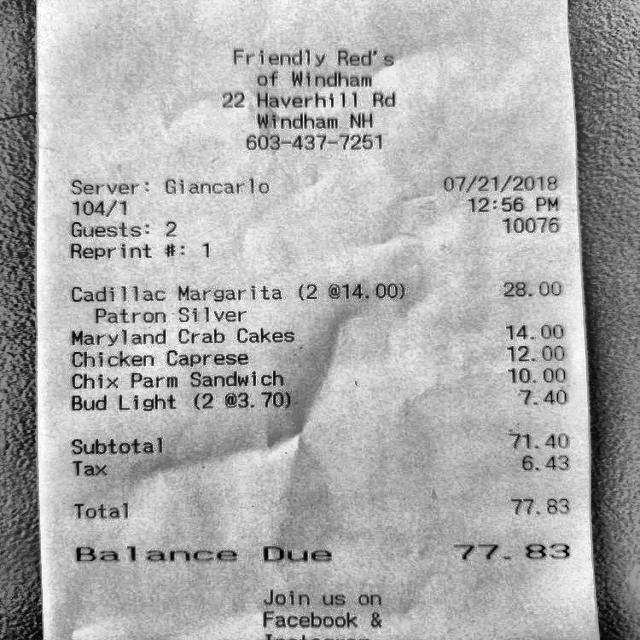 Friendly Red's
of Windham
22 Haverhill Rd
Windham NH
603-437-7251
Server: Giancarlo 07/21/2018
104/1 12:56 PM
Guests: 2 10076
Reprint #: 1
Cadillac Margarita (2 @14.00) 28.00
Patron Silver
Maryland Crab Cakes 14.00
Chicken Caprese 12.00
Chix Parm Sandwich 10.00
Bud Light (2 @3.70) 7.40
Subtotal 71.40
Tax 6.43
Total 77.83
Balance Due 77.83
Join us on
Facebook &